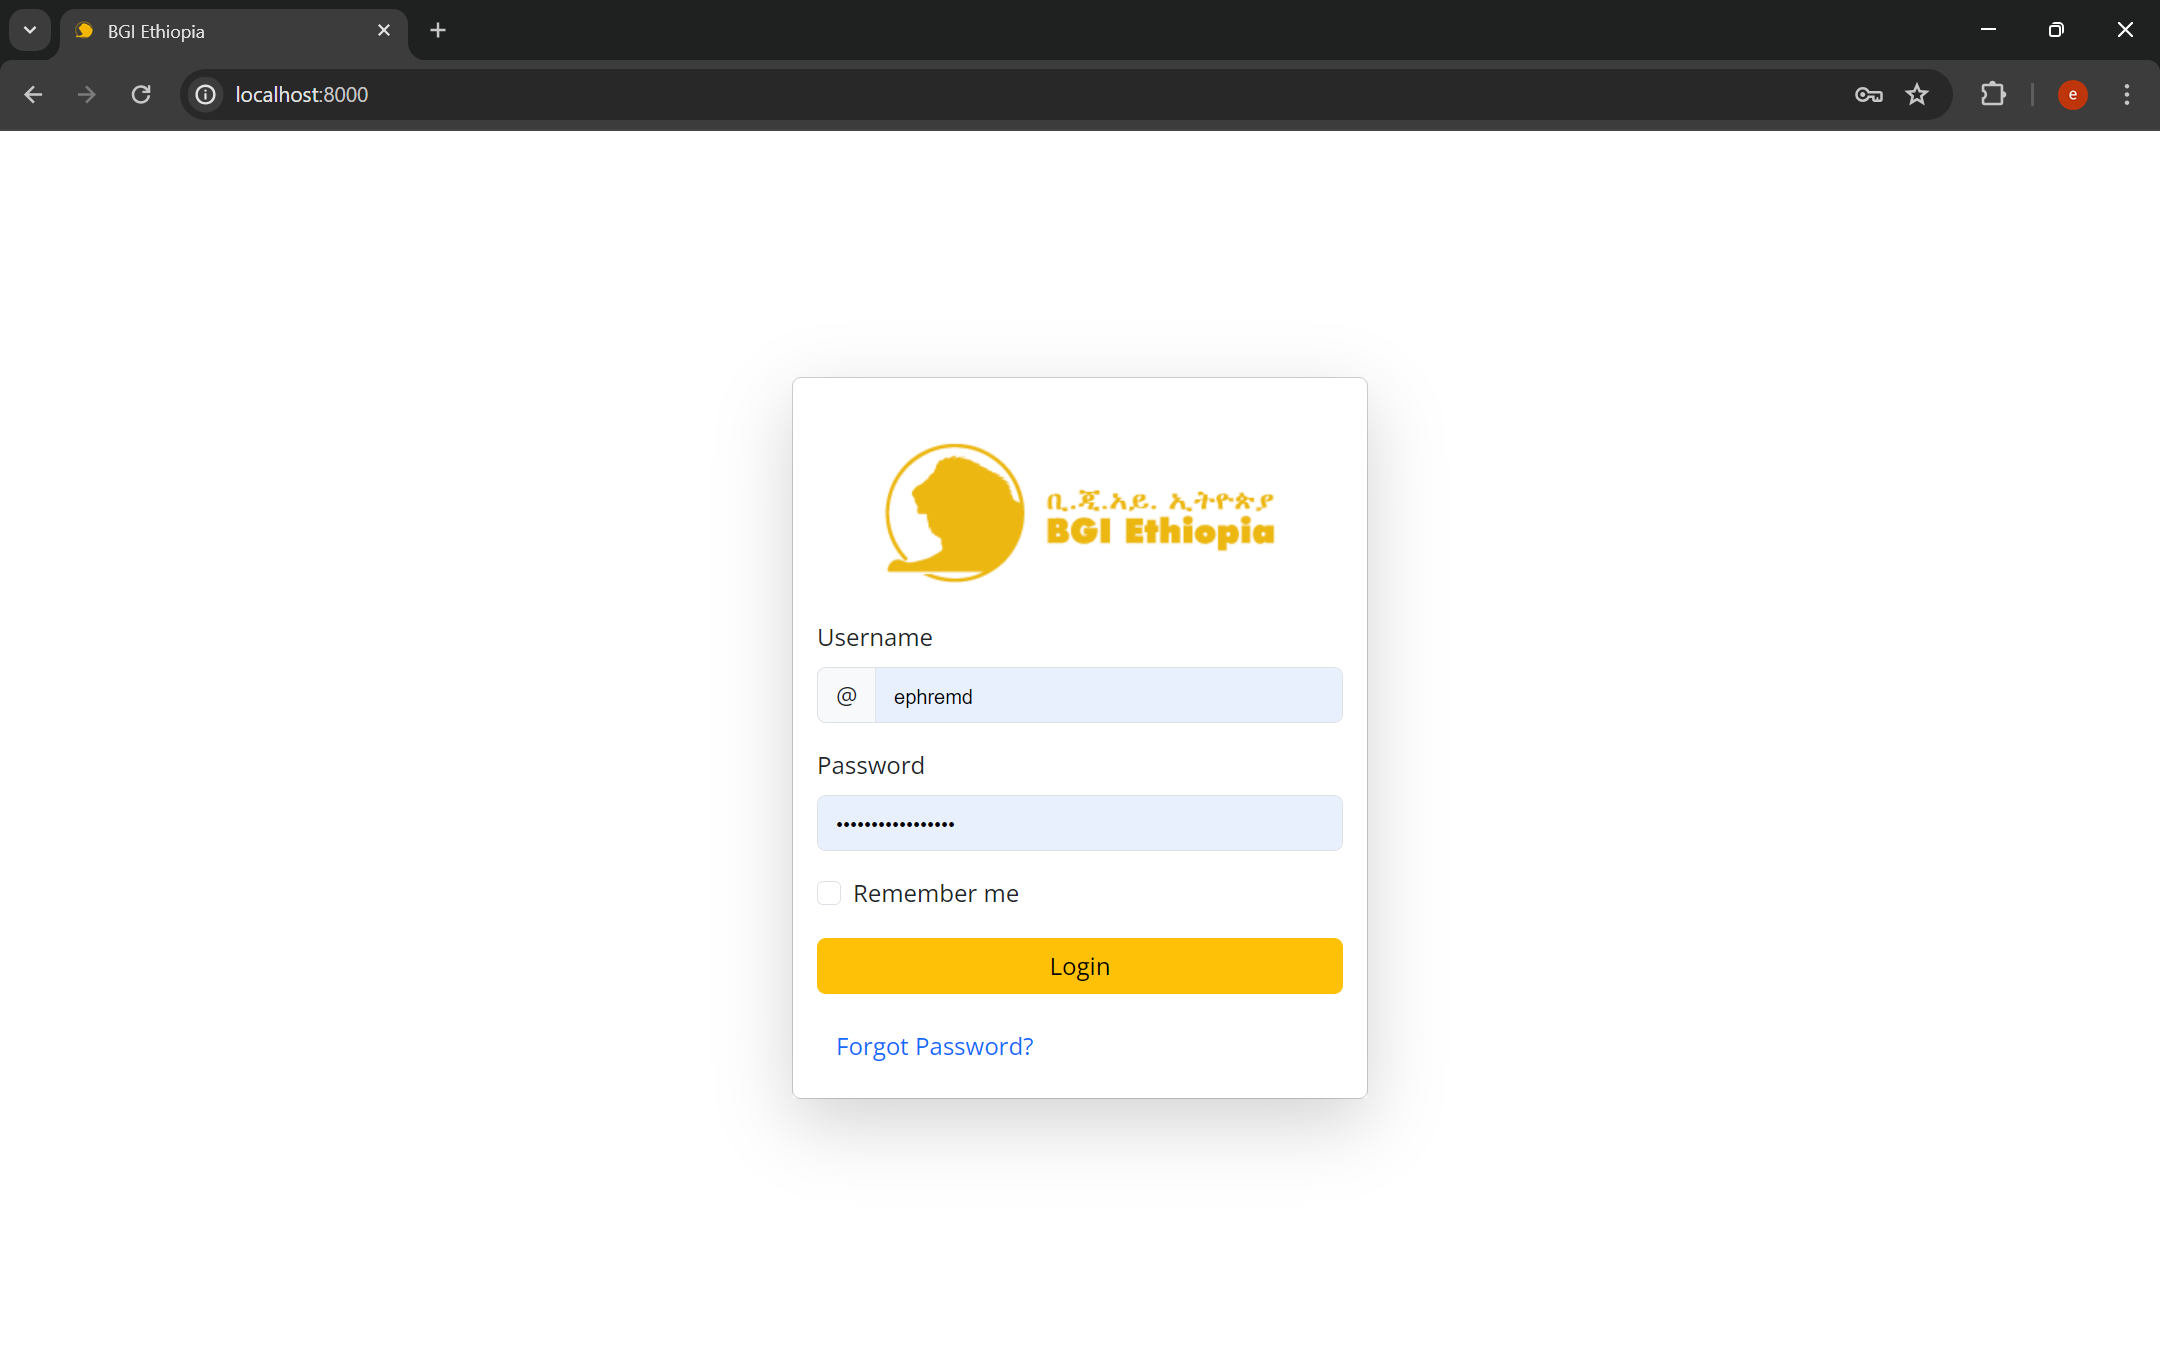 BGI Ethiopia
localhost:8000
e
ቢ.ጂ.አይ. ኢትዮጵያ
BGI Ethiopia
Username
@ ephremd
Password
•••••••••••••••••
Remember me
Login
Forgot Password?